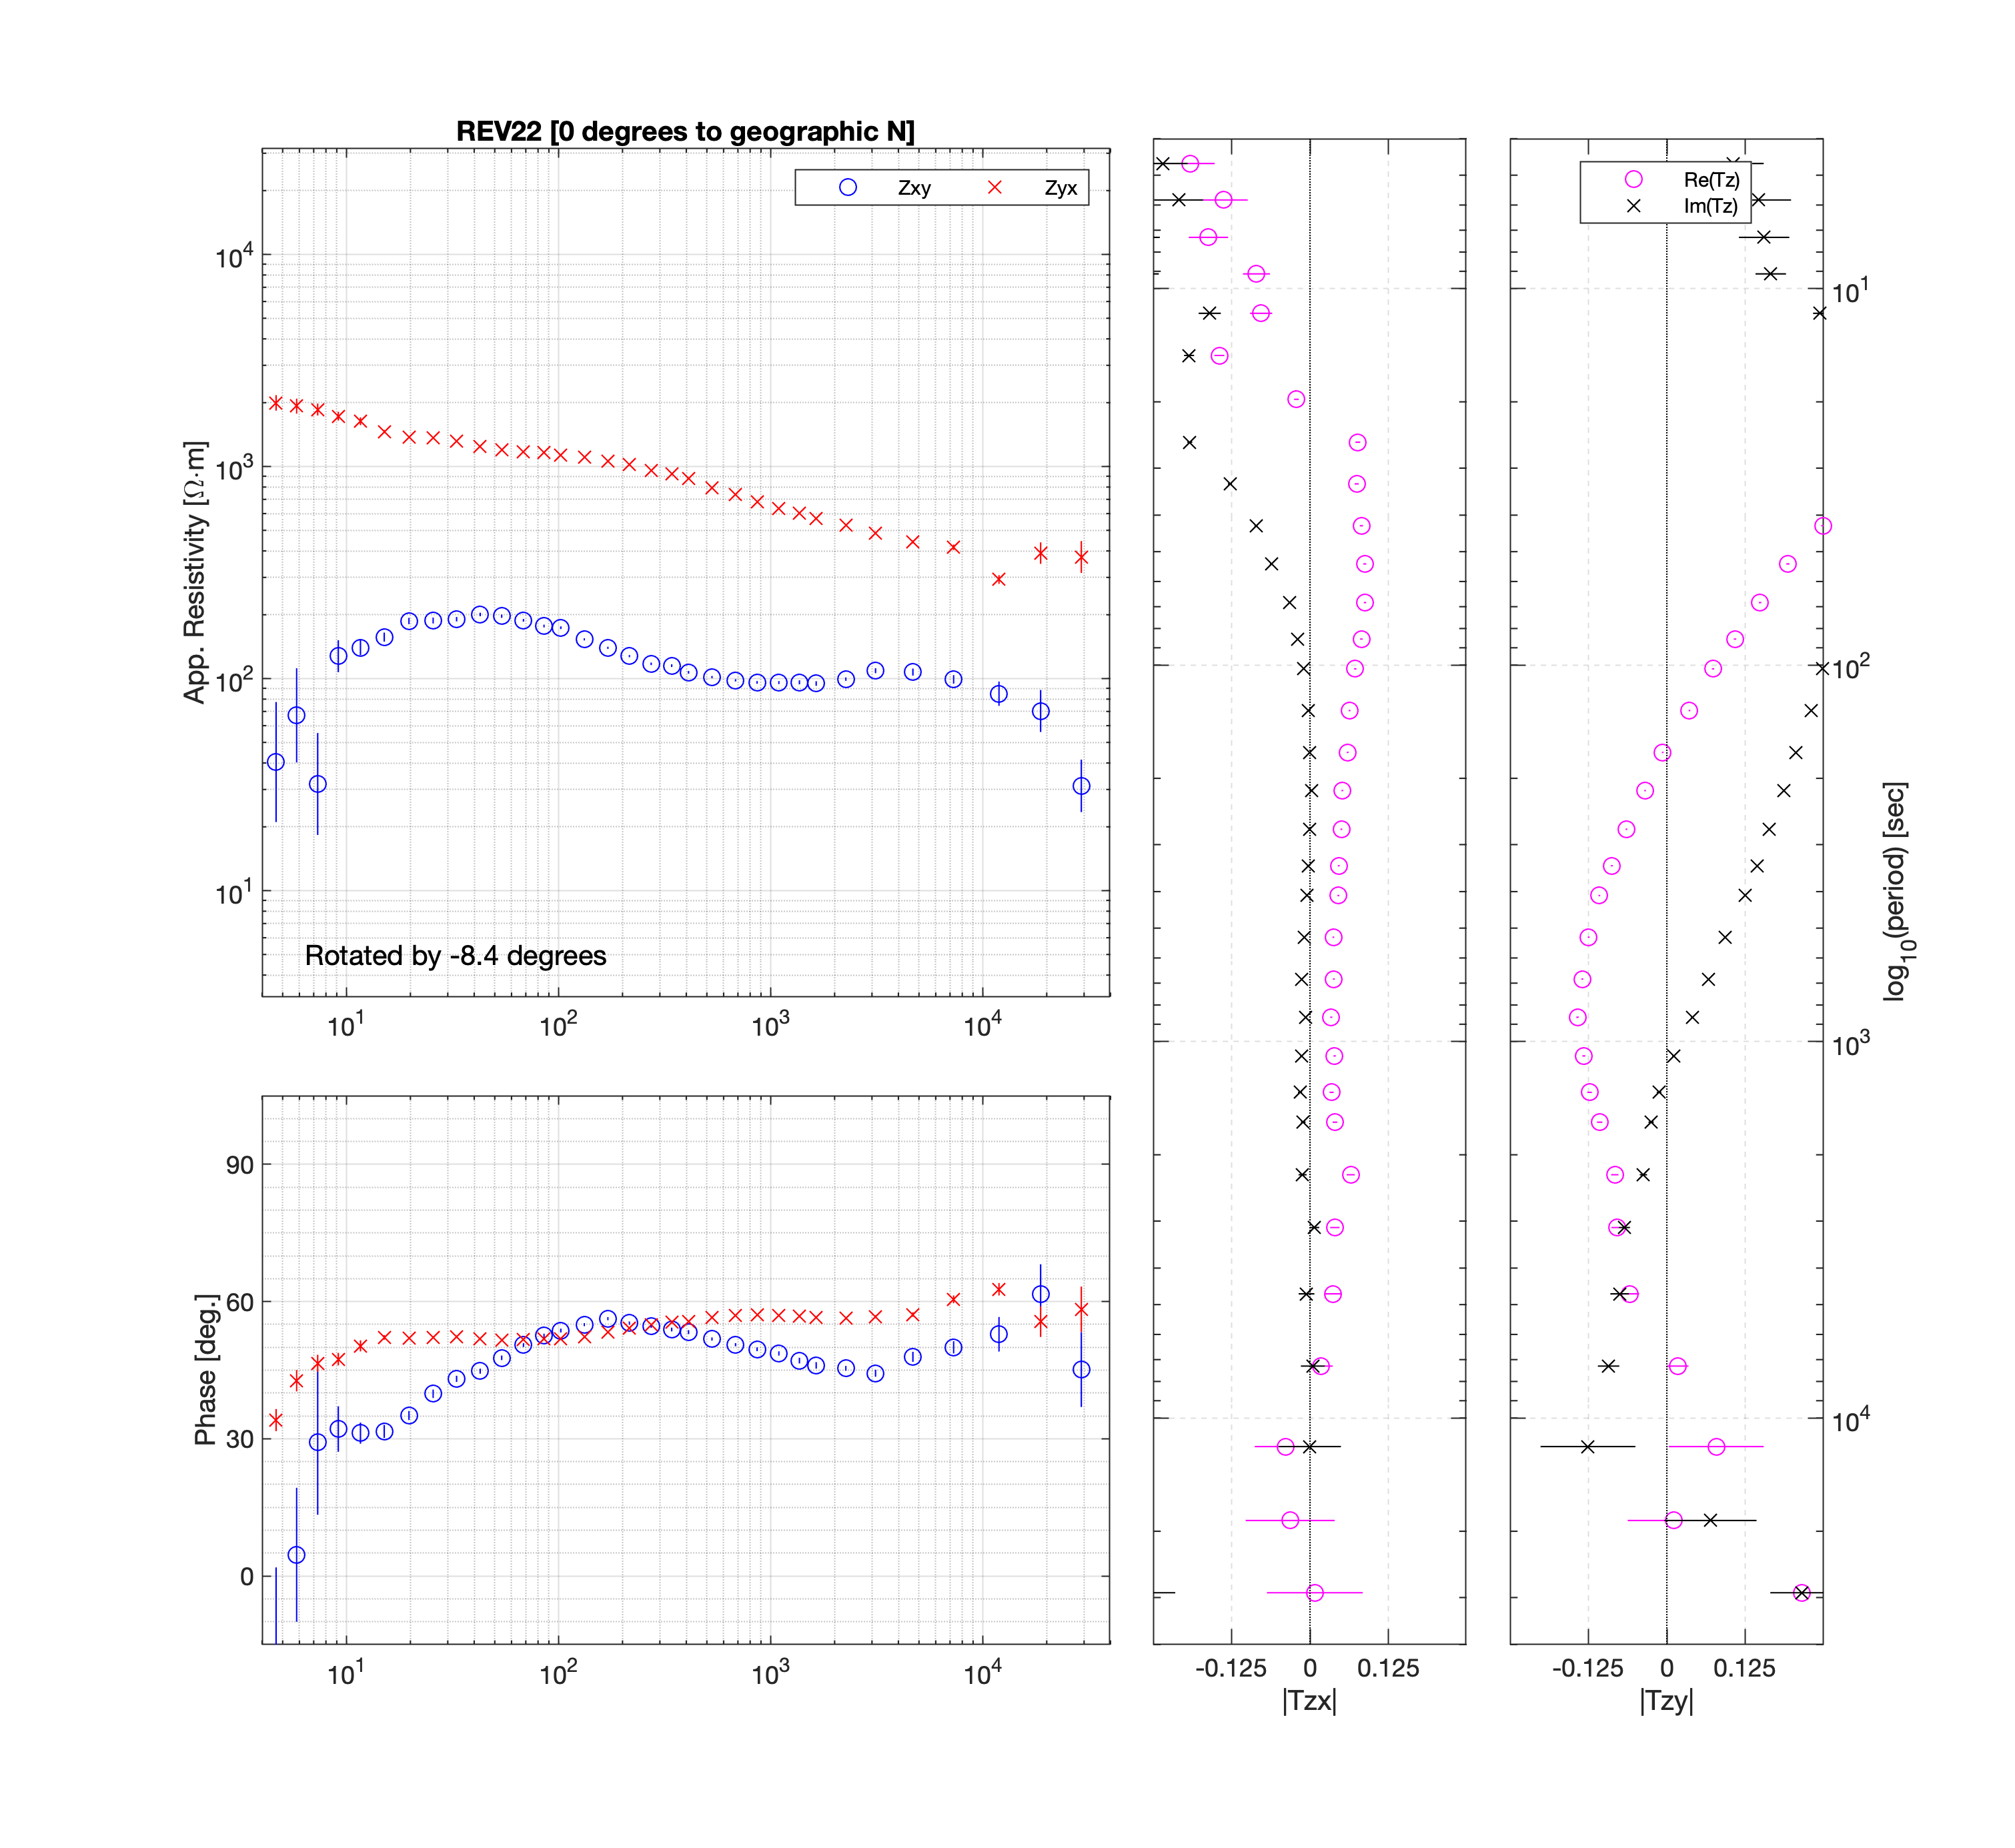 REV22 [0 degrees to geographic N]
Zxy Zyx
App. Resistivity [Ω·m]
10^4
10^3
10^2
10^1
Rotated by -8.4 degrees
10^1 10^2 10^3 10^4
Phase [deg.]
90
60
30
0
10^1 10^2 10^3 10^4
-0.125 0 0.125
|Tzx|
Re(Tz)
Im(Tz)
-0.125 0 0.125
|Tzy|
10^1
10^2
10^3
10^4
log10(period) [sec]